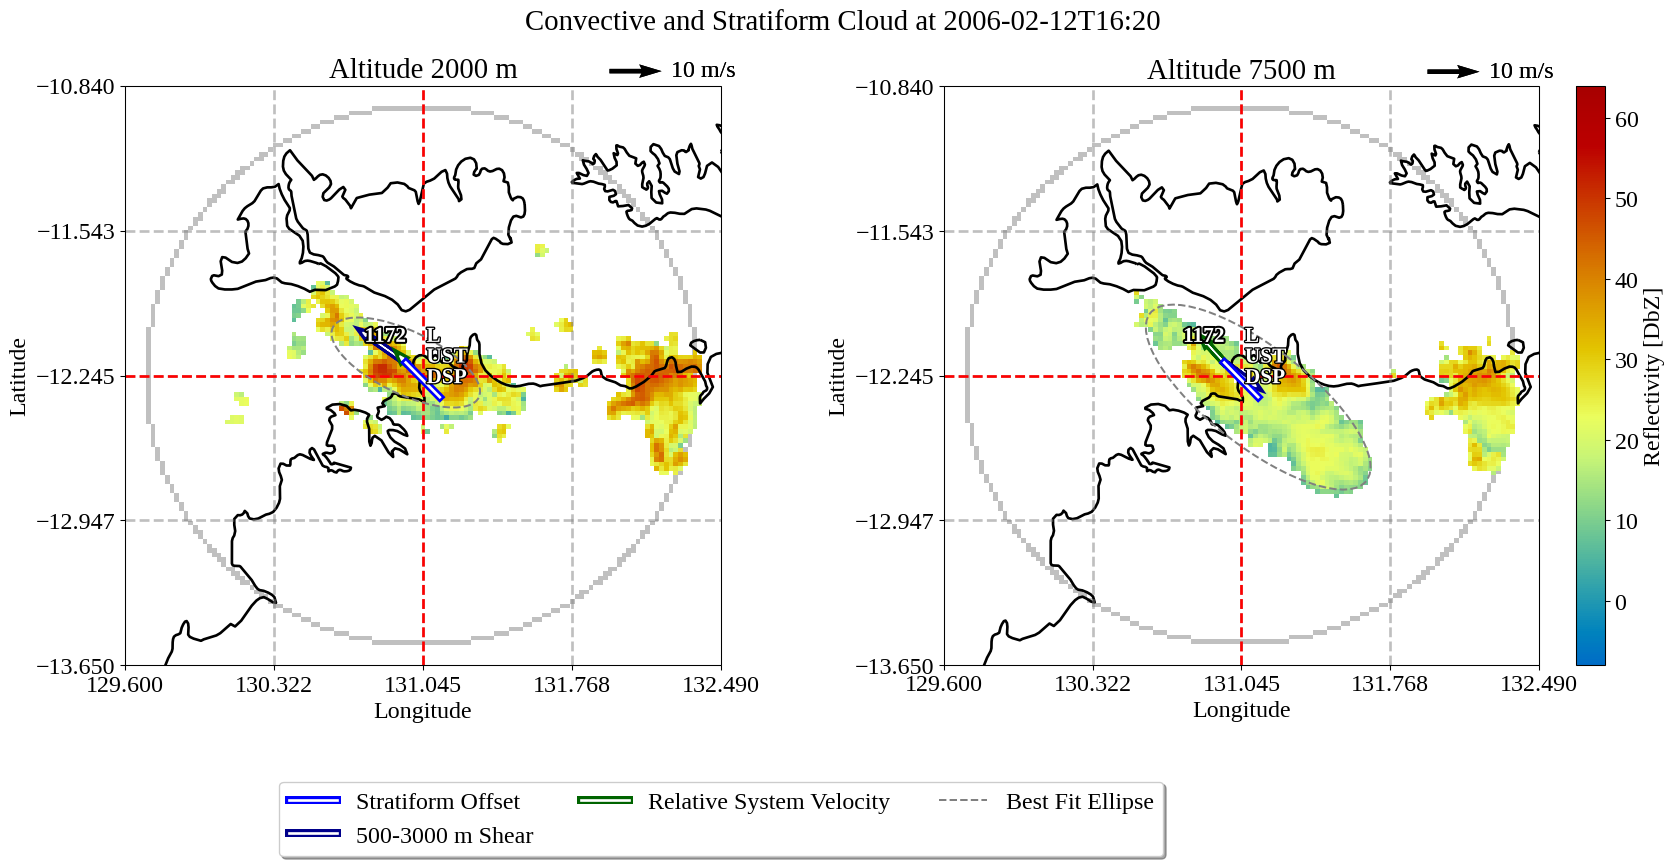 Convective and Stratiform Cloud at 2006-02-12T16:20
Altitude 2000 m
10 m/s
Altitude 7500 m
10 m/s
−10.840
−11.543
−12.245
−12.947
−13.650
Latitude
129.600
130.322
131.045
131.768
132.490
Longitude
1172
L
UST
DSP
−10.840
−11.543
−12.245
−12.947
−13.650
Latitude
129.600
130.322
131.045
131.768
132.490
Longitude
1172
L
UST
DSP
60
50
40
30
20
10
0
Reflectivity [DbZ]
Stratiform Offset
500-3000 m Shear
Relative System Velocity
Best Fit Ellipse